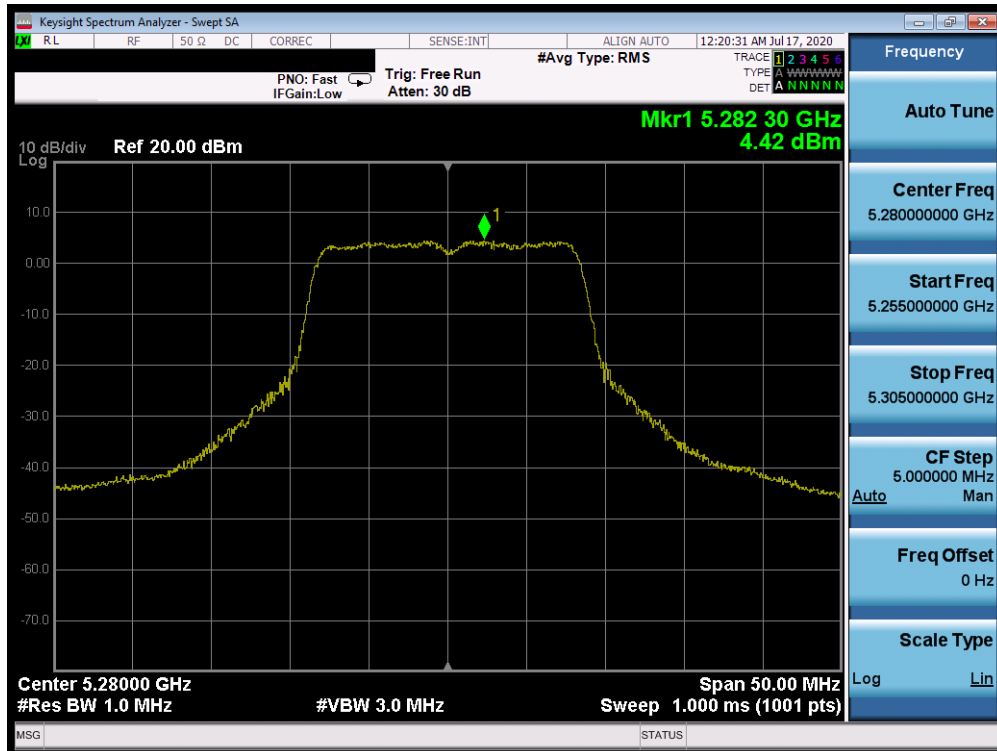 Keysight Spectrum Analyzer - Swept SA
LXI RL RF 50 Ω DC CORREC SENSE:INT ALIGN AUTO 12:20:31 AM Jul 17, 2020
PNO: Fast
IFGain:Low
Trig: Free Run
Atten: 30 dB
#Avg Type: RMS
TRACE 1 2 3 4 5 6
TYPE A WWWWW
DET A N N N N N
Mkr1 5.282 30 GHz
4.42 dBm
10 dB/div
Log
Ref 20.00 dBm
1
10.0
0.00
-10.0
-20.0
-30.0
-40.0
-50.0
-60.0
-70.0
Center 5.28000 GHz
#Res BW 1.0 MHz
#VBW 3.0 MHz
Span 50.00 MHz
Sweep 1.000 ms (1001 pts)
MSG
STATUS
Frequency
Auto Tune
Center Freq
5.280000000 GHz
Start Freq
5.255000000 GHz
Stop Freq
5.305000000 GHz
CF Step
5.000000 MHz
Auto Man
Freq Offset
0 Hz
Scale Type
Log Lin